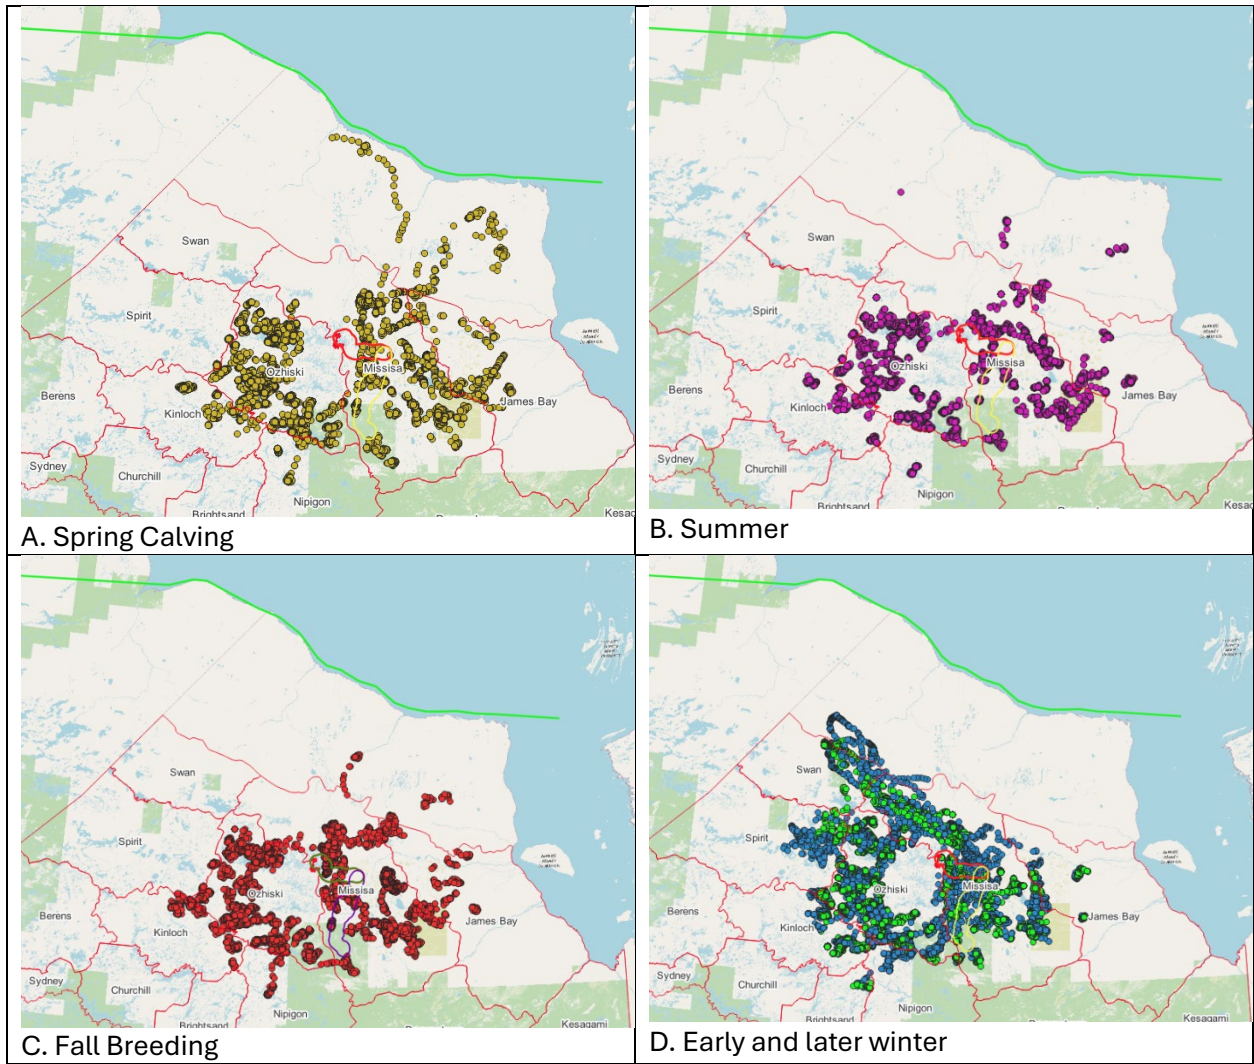 Swan
Spirit
Ozhiski
Missisa
Berens
Kinloch
James Bay
Sydney
Churchill
Nipigon
Brightsand
Kesag
A. Spring Calving
Swan
Spirit
Ozhiski
Missisa
Berens
Kinloch
James Bay
Sydney
Churchill
Nipigon
Brightsand
Kesa
B. Summer
Swan
Spirit
Ozhiski
Missisa
Berens
Kinloch
James Bay
Sydney
Churchill
Nipigon
Brightsand
Kesagami
C. Fall Breeding
Swan
Spirit
Ozhiski
Missisa
Berens
Kinloch
James Bay
Sydney
Churchill
Nipigon
Brightsand
Kesagami
D. Early and later winter